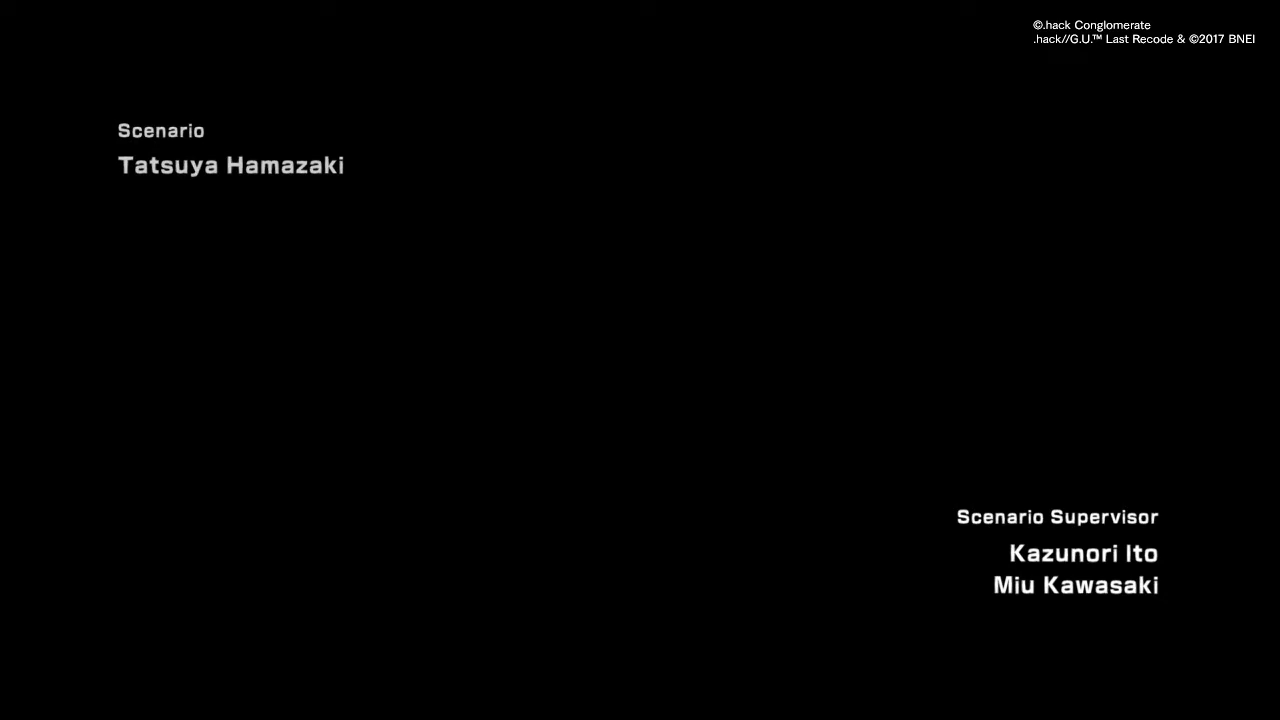 ©.hack Conglomerate
.hack//G.U.™ Last Recode & ©2017 BNEI
Scenario
Tatsuya Hamazaki
Scenario Supervisor
Kazunori Ito
Miu Kawasaki